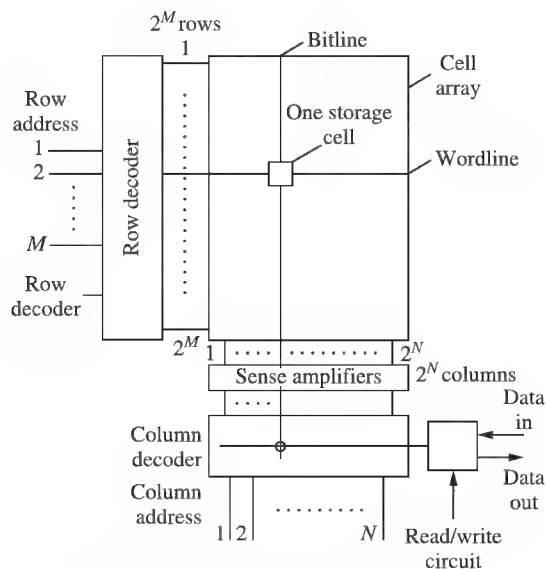 2^M rows
1
Bitline
Cell
array
Row
address
1
2
M
Row
decoder
Row decoder
One storage
cell
Wordline
2^M
1
2^N
Sense amplifiers
2^N columns
Column
decoder
Data
in
Data
out
Column
address
1
2
N
Read/write
circuit